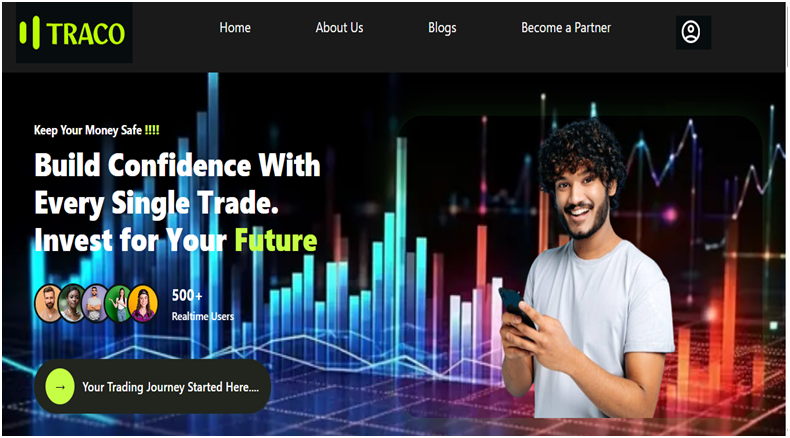 TRACO
Home
About Us
Blogs
Become a Partner
Keep Your Money Safe !!!!
Build Confidence With
Every Single Trade.
Invest for Your Future
500+
Realtime Users
→ Your Trading Journey Started Here....